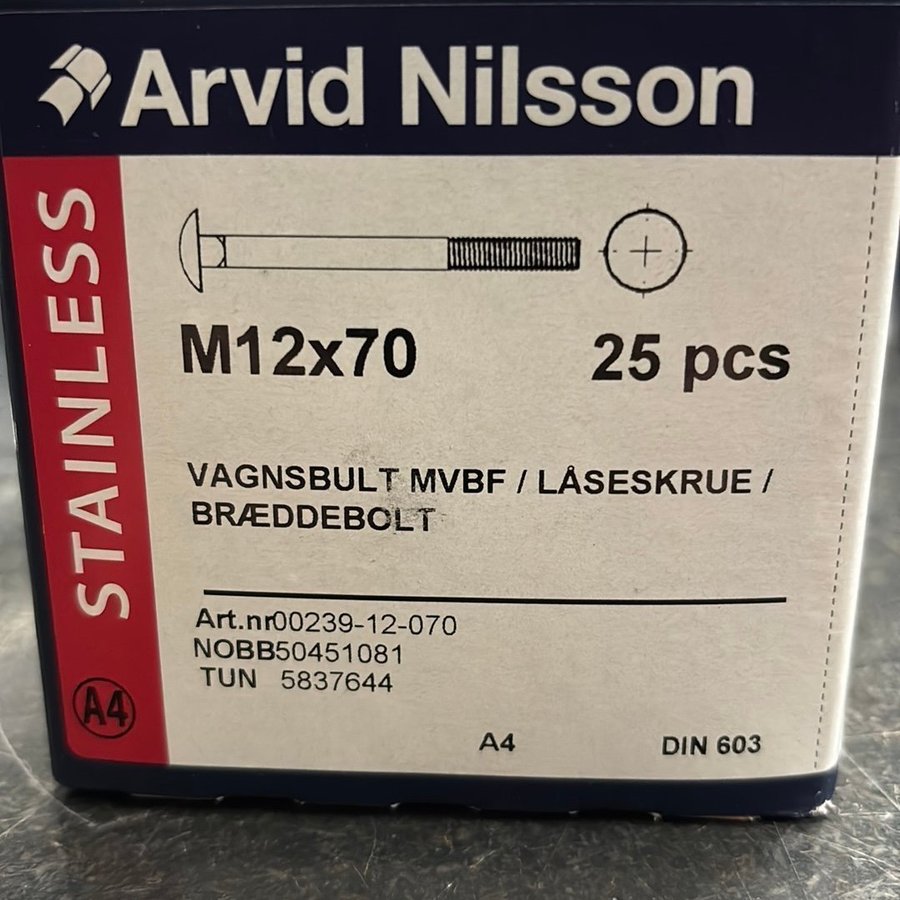 Arvid Nilsson
STAINLESS
A4
M12x70
25 pcs
VAGNSBULT MVBF / LÅSESKRUE /
BRÆDDEBOLT
Art.nr00239-12-070
NOBB50451081
TUN 5837644
A4
DIN 603